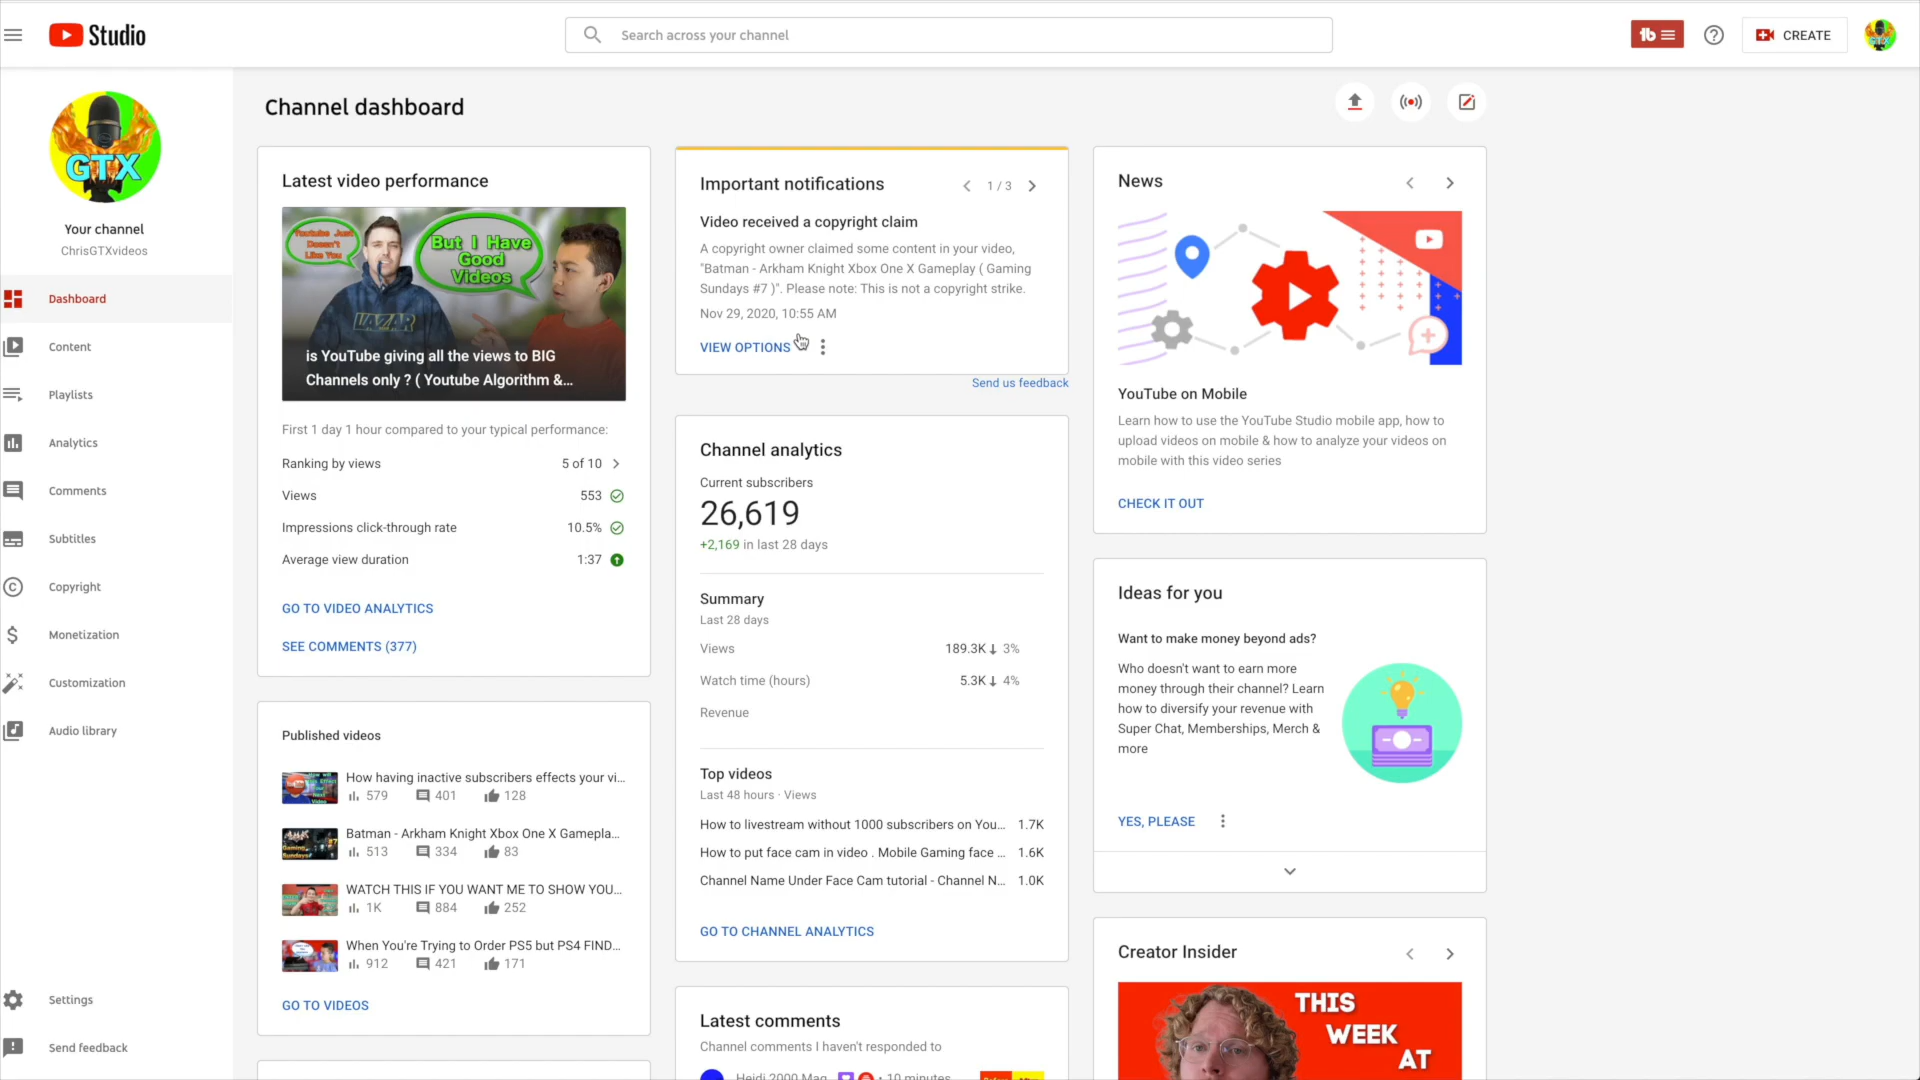 Studio
Search across your channel
CREATE
GTX
Your channel
ChrisGTXvideos
Dashboard
Content
Playlists
Analytics
Comments
Subtitles
Copyright
Monetization
Customization
Audio library
Settings
Send feedback
Channel dashboard
Latest video performance
Youtube Just
Doesn't
Like You
But I Have
Good
Videos
LAZAR
is YouTube giving all the views to BIG
Channels only ? ( Youtube Algorithm &...
First 1 day 1 hour compared to your typical performance:
Ranking by views 5 of 10
Views 553
Impressions click-through rate 10.5%
Average view duration 1:37
GO TO VIDEO ANALYTICS
SEE COMMENTS (377)
Published videos
How having inactive subscribers effects your vi...
579 401 128
Batman - Arkham Knight Xbox One X Gamepla...
513 334 83
WATCH THIS IF YOU WANT ME TO SHOW YOU...
1K 884 252
When You're Trying to Order PS5 but PS4 FIND...
912 421 171
GO TO VIDEOS
Important notifications 1 / 3
Video received a copyright claim
A copyright owner claimed some content in your video,
"Batman - Arkham Knight Xbox One X Gameplay ( Gaming
Sundays #7 )". Please note: This is not a copyright strike.
Nov 29, 2020, 10:55 AM
VIEW OPTIONS
Send us feedback
Channel analytics
Current subscribers
26,619
+2,169 in last 28 days
Summary
Last 28 days
Views 189.3K 3%
Watch time (hours) 5.3K 4%
Revenue
Top videos
Last 48 hours · Views
How to livestream without 1000 subscribers on You... 1.7K
How to put face cam in video . Mobile Gaming face ... 1.6K
Channel Name Under Face Cam tutorial - Channel N... 1.0K
GO TO CHANNEL ANALYTICS
Latest comments
Channel comments I haven't responded to
Heidi 2000 Mag • 10 minutes
News
YouTube on Mobile
Learn how to use the YouTube Studio mobile app, how to
upload videos on mobile & how to analyze your videos on
mobile with this video series
CHECK IT OUT
Ideas for you
Want to make money beyond ads?
Who doesn't want to earn more
money through their channel? Learn
how to diversify your revenue with
Super Chat, Memberships, Merch &
more
YES, PLEASE
Creator Insider
THIS
WEEK
AT